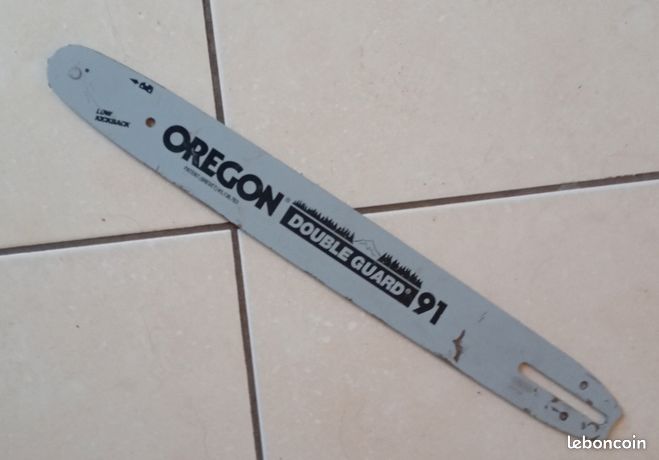 LOW
KICKBACK
OREGON®
DOUBLE GUARD®
91
leboncoin